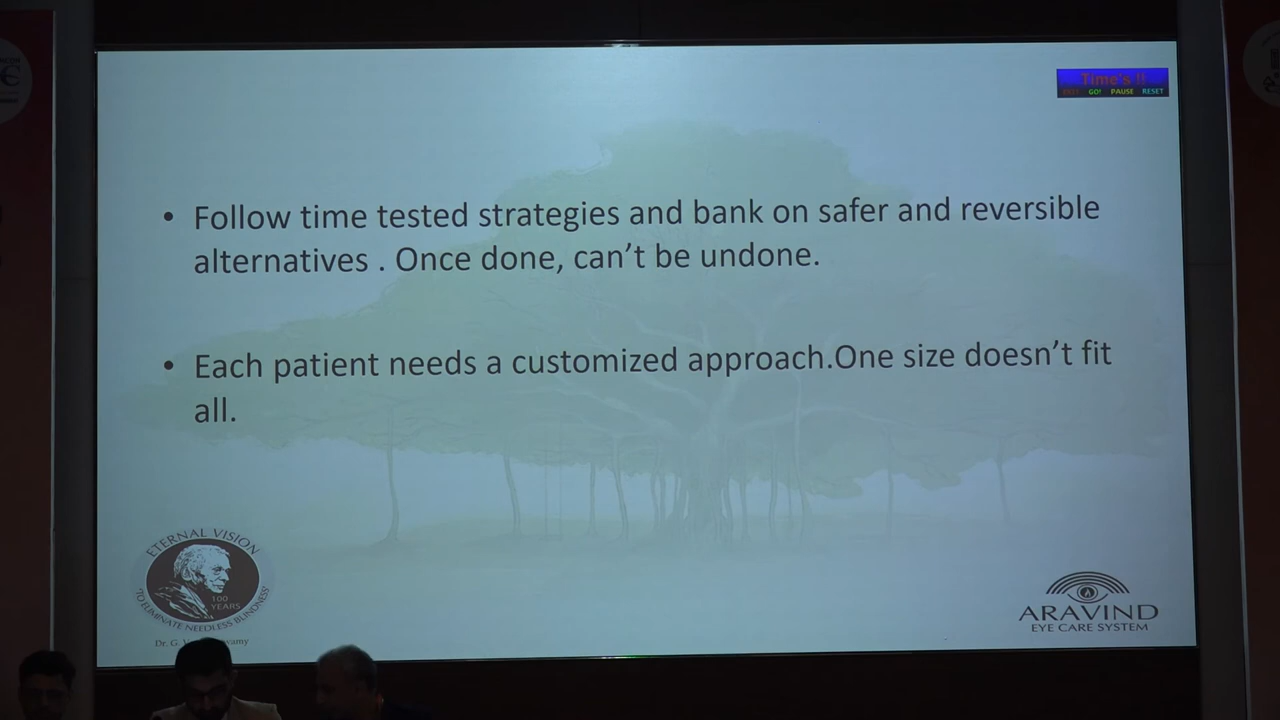 Time's !!
EXIT GO! PAUSE RESET
• Follow time tested strategies and bank on safer and reversible
alternatives . Once done, can't be undone.
• Each patient needs a customized approach.One size doesn't fit
all.
ETERNAL VISION
100
YEARS
"TO ELIMINATE NEEDLESS BLINDNESS"
Dr. G.
ARAVIND
EYE CARE SYSTEM